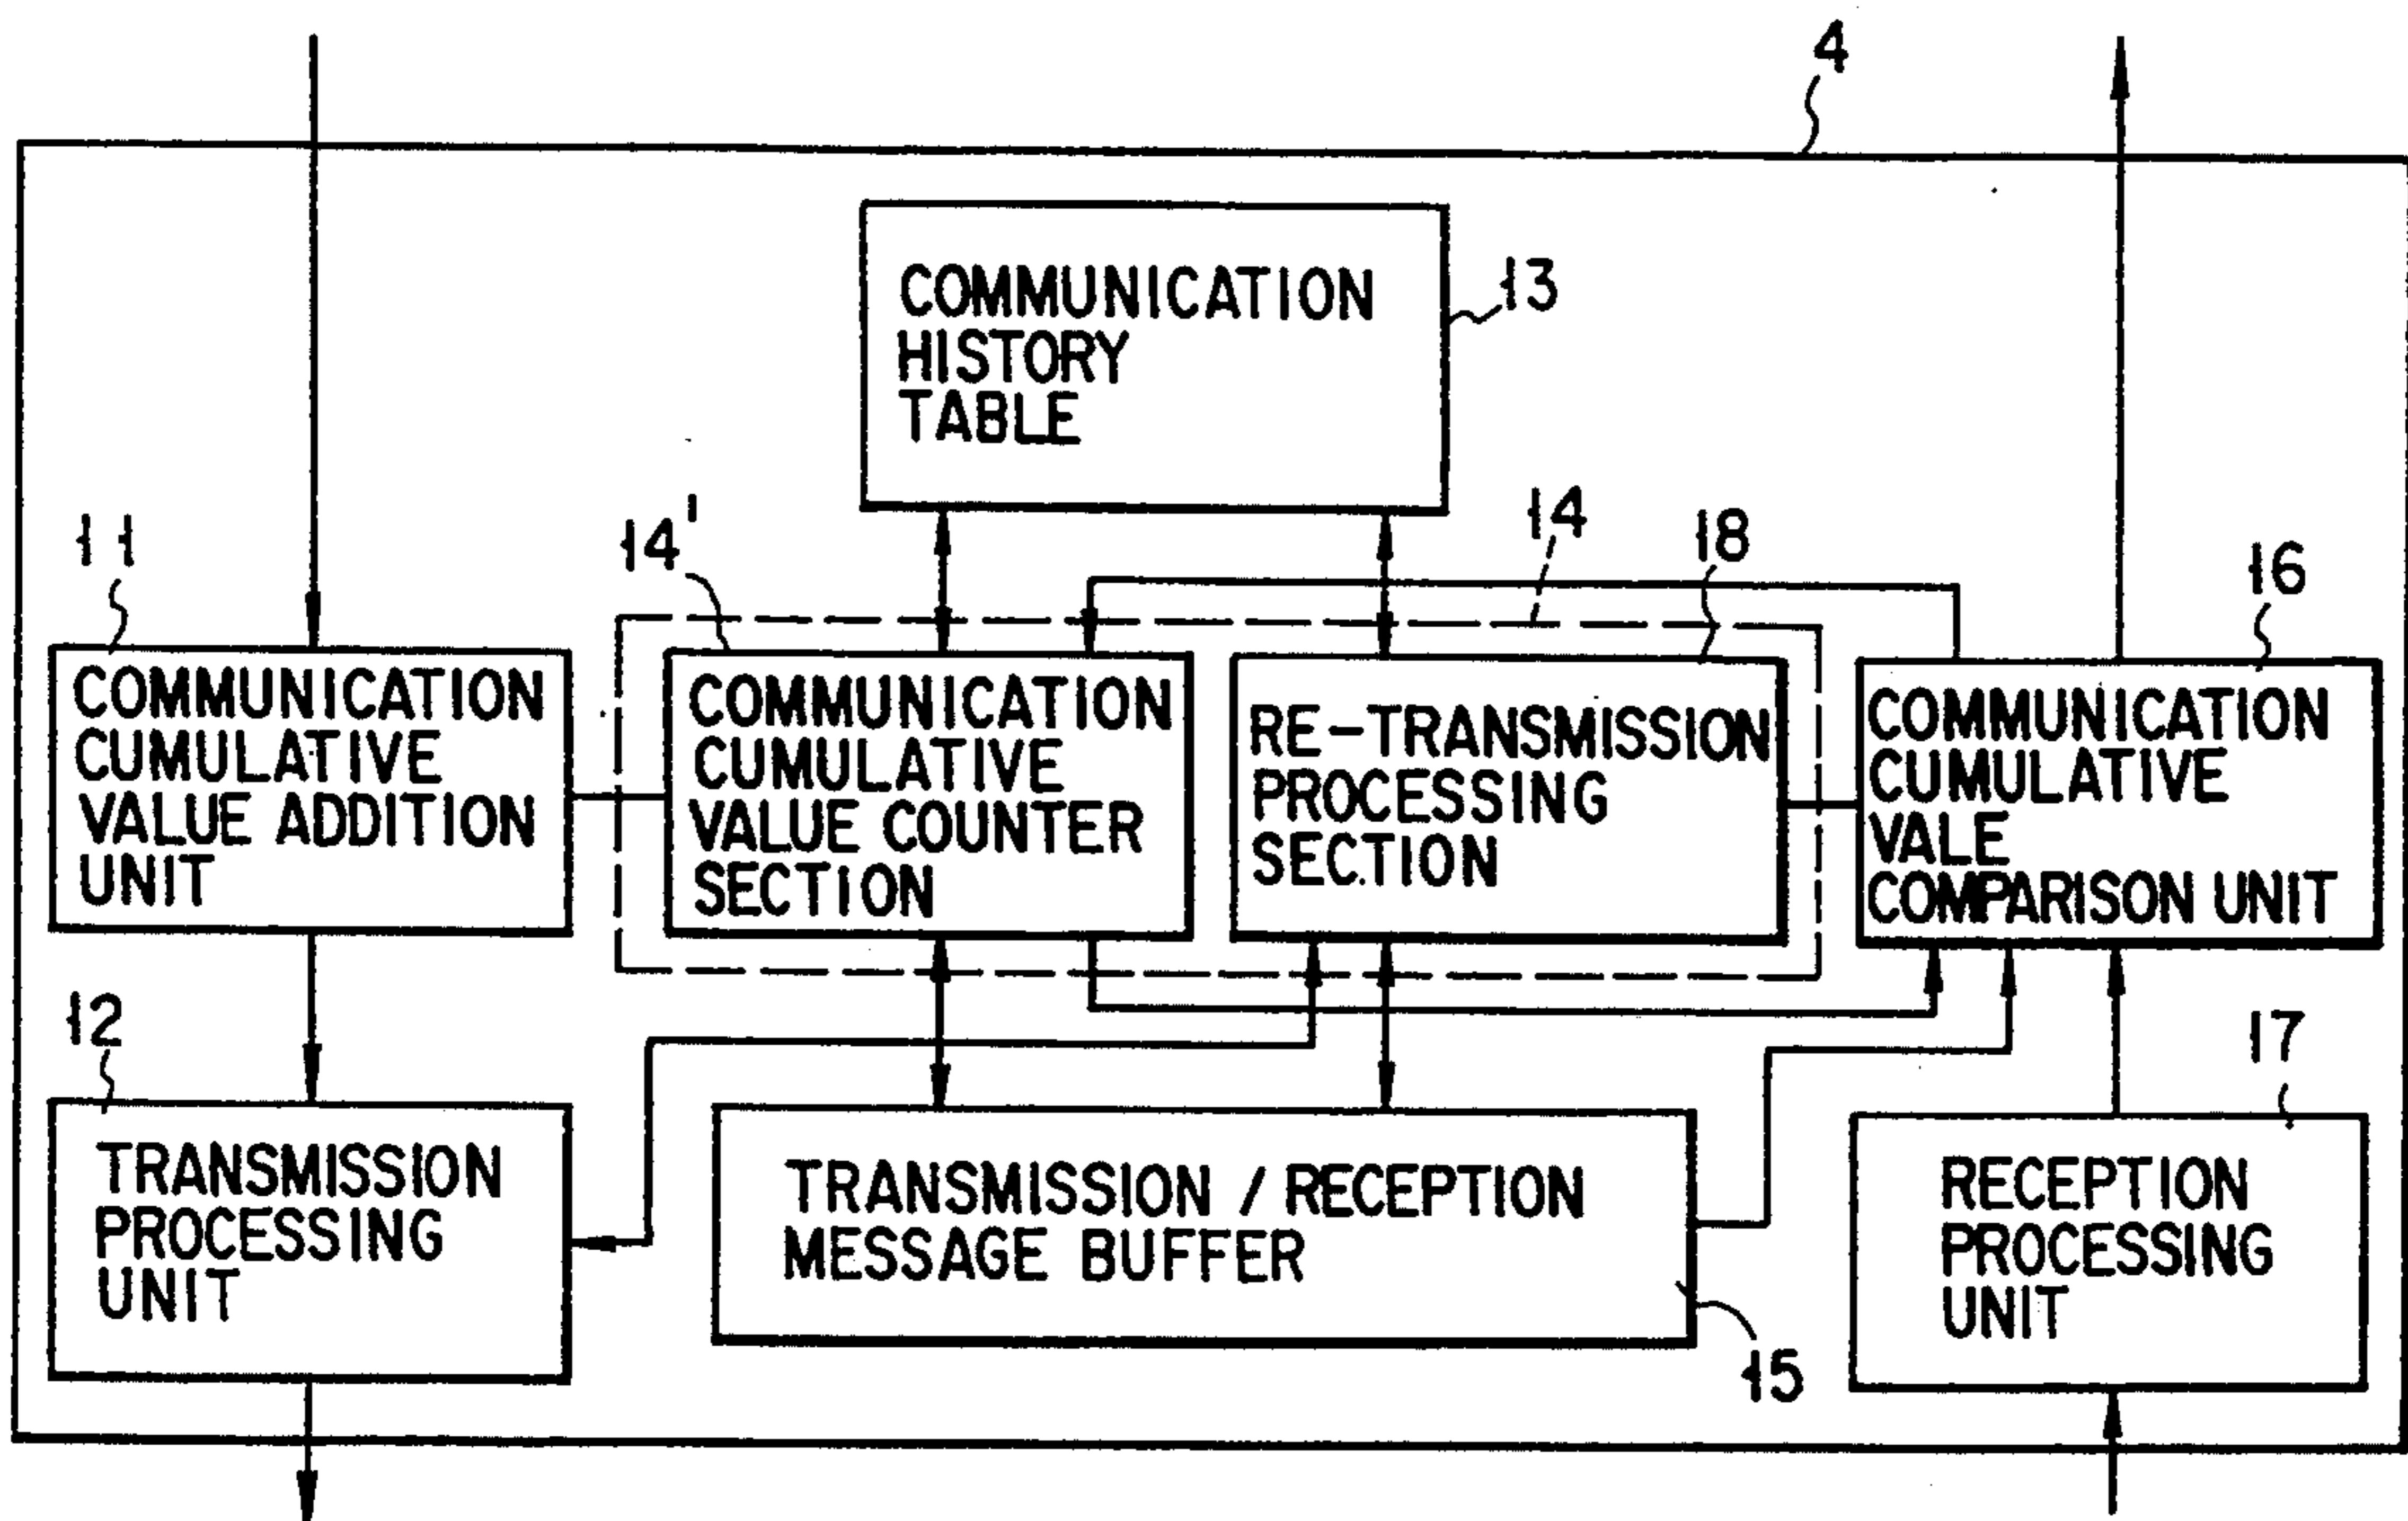 4
COMMUNICATION
HISTORY
TABLE
13
11
14'
14
18
16
COMMUNICATION
CUMULATIVE
VALUE ADDITION
UNIT
COMMUNICATION
CUMULATIVE
VALUE COUNTER
SECTION
RE-TRANSMISSION
PROCESSING
SECTION
COMMUNICATION
CUMULATIVE
VALE
COMPARISON UNIT
12
17
TRANSMISSION
PROCESSING
UNIT
TRANSMISSION / RECEPTION
MESSAGE BUFFER
15
RECEPTION
PROCESSING
UNIT